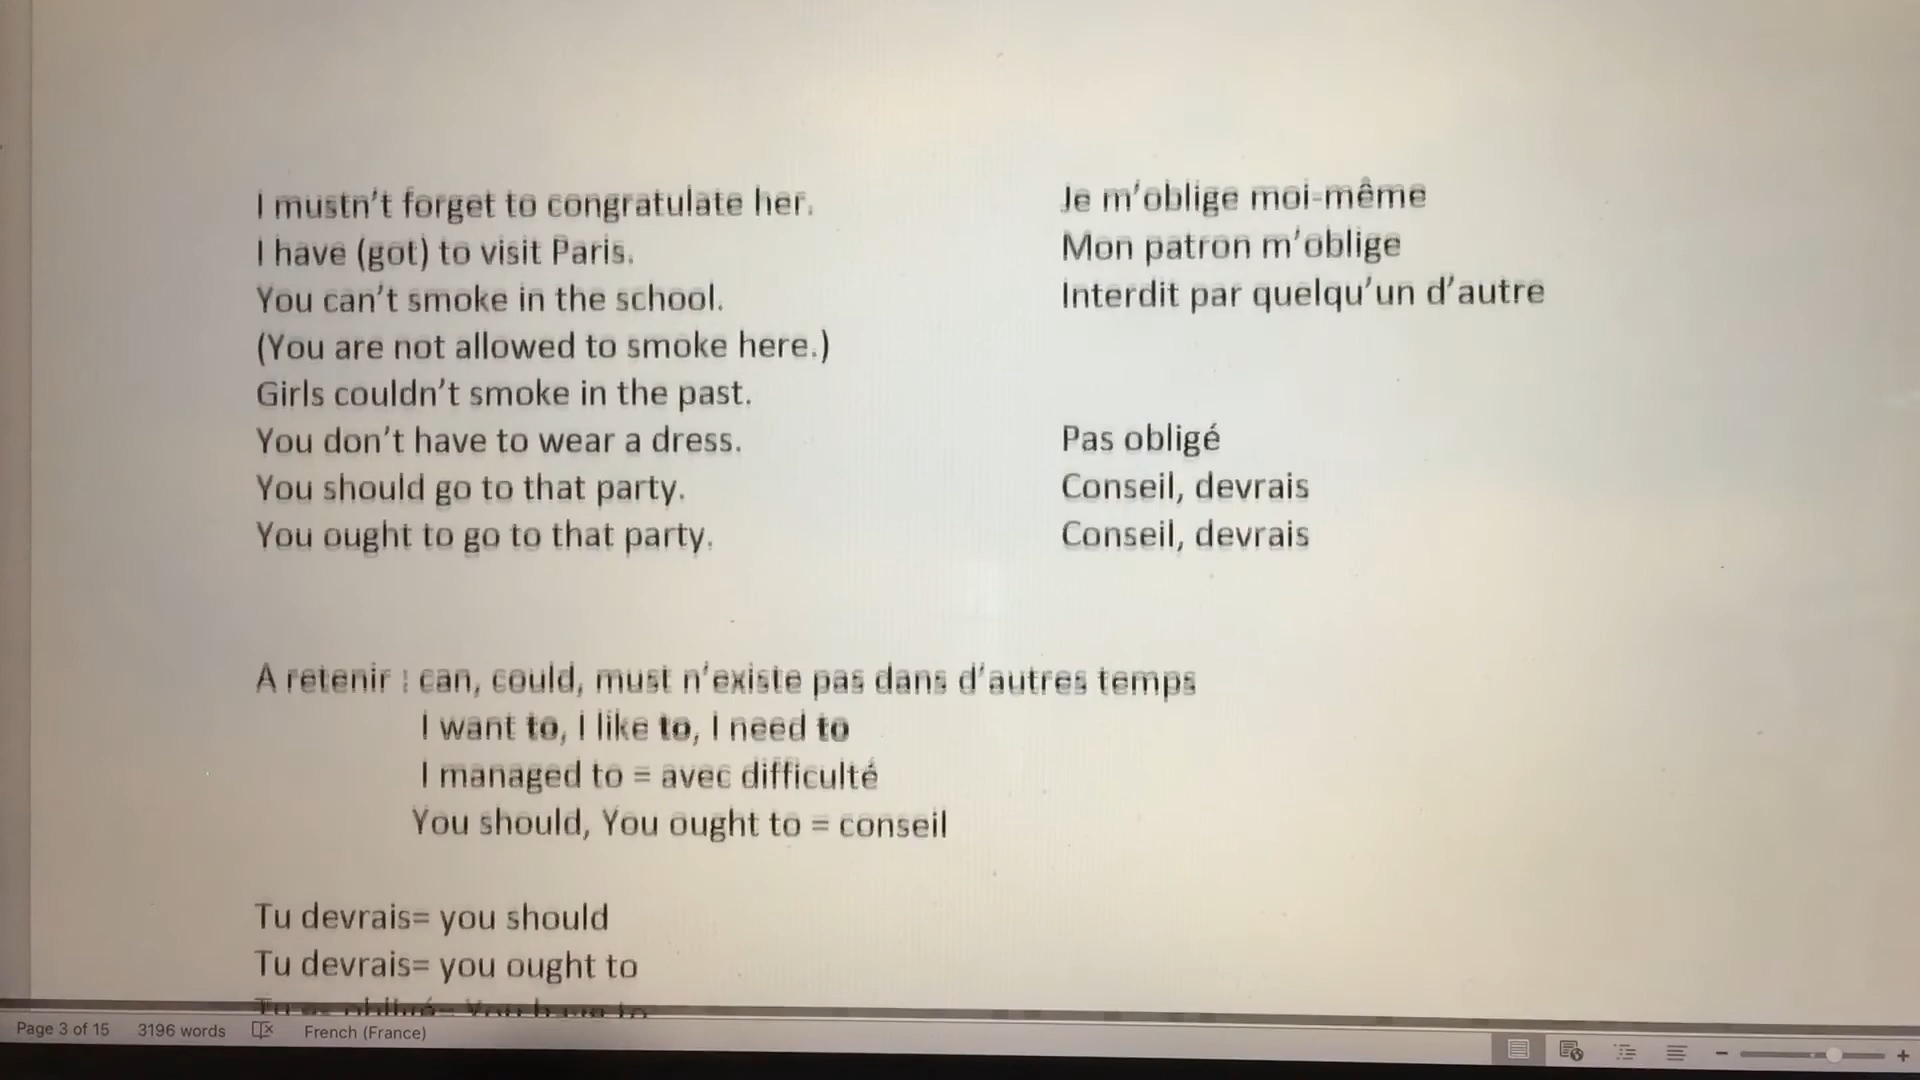 I mustn't forget to congratulate her. Je m'oblige moi-même
I have (got) to visit Paris. Mon patron m'oblige
You can't smoke in the school. Interdit par quelqu'un d'autre
(You are not allowed to smoke here.)
Girls couldn't smoke in the past.
You don't have to wear a dress. Pas obligé
You should go to that party. Conseil, devrais
You ought to go to that party. Conseil, devrais
A retenir : can, could, must n'existe pas dans d'autres temps
I want to, I like to, I need to
I managed to = avec difficulté
You should, You ought to = conseil
Tu devrais= you should
Tu devrais= you ought to
Page 3 of 15 3196 words French (France)